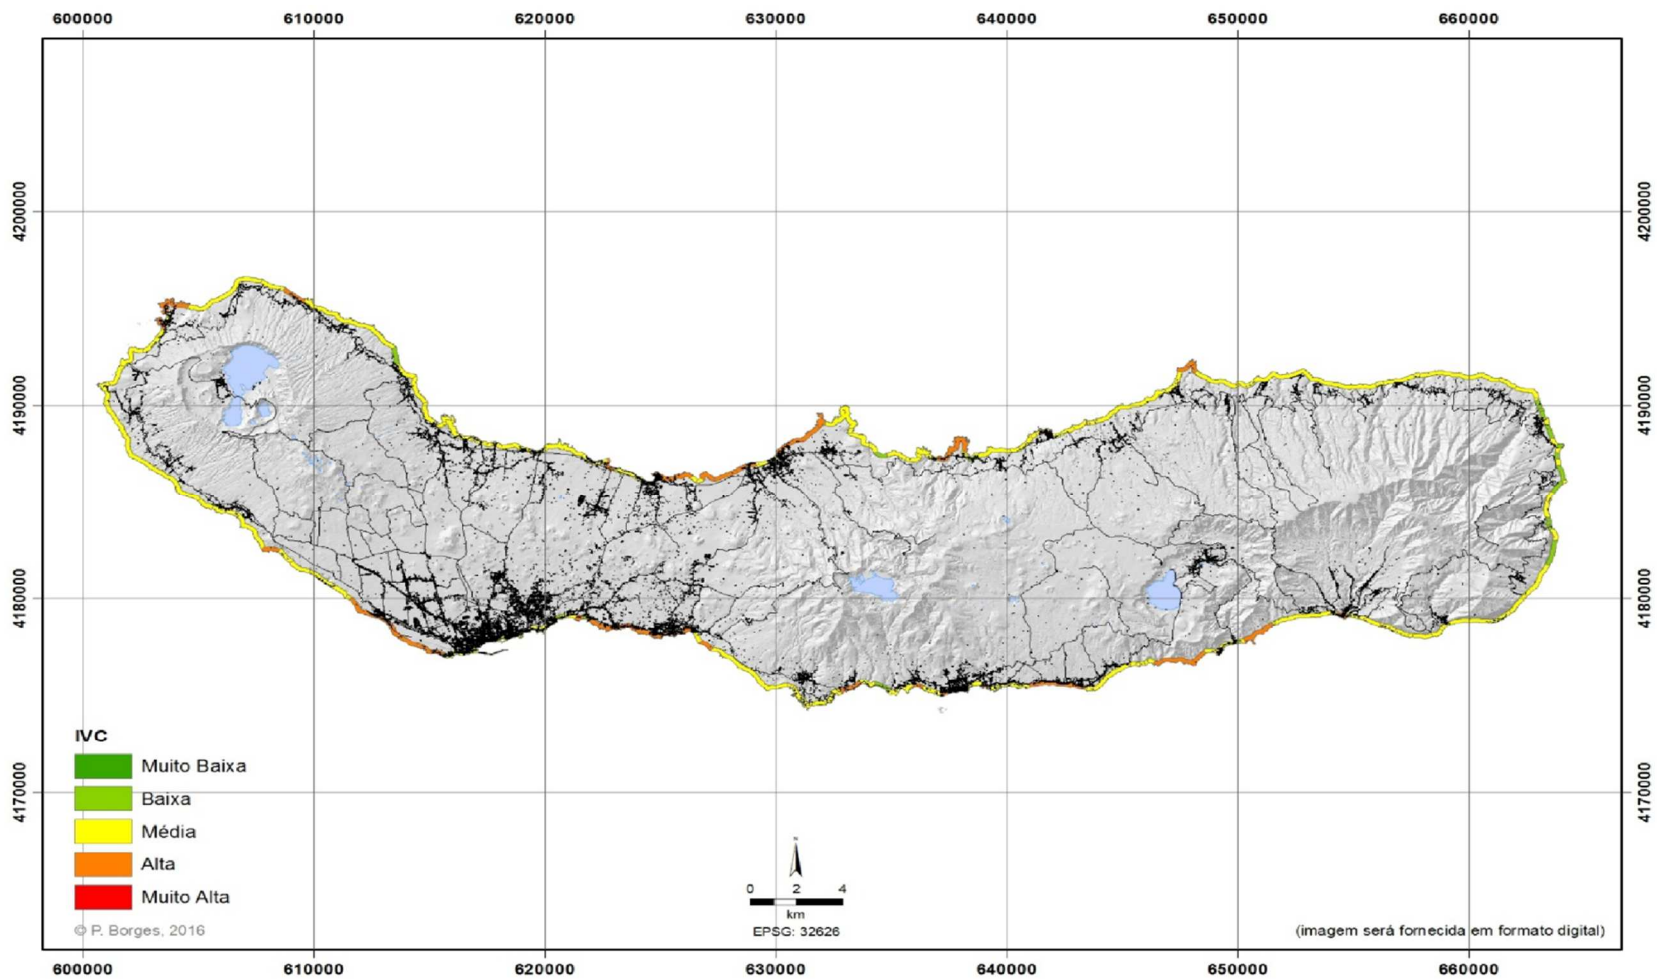 600000 610000 620000 630000 640000 650000 660000
4200000 4200000
4190000 4190000
4180000 4180000
4170000 4170000
IVC
Muito Baixa
Baixa
Média
Alta
Muito Alta
© P. Borges, 2016
N
0 2 4
km
EPSG: 32626
(imagem será fornecida em formato digital)
600000 610000 620000 630000 640000 650000 660000